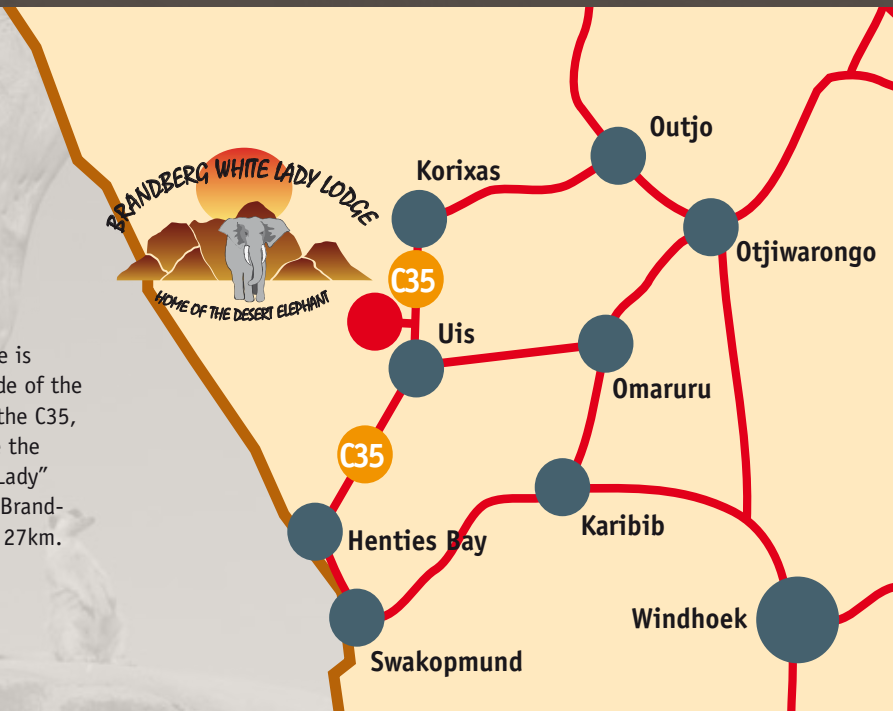 BRANDBERG WHITE LADY LODGE
HOME OF THE DESERT ELEPHANT
Outjo
Korixas
Otjiwarongo
C35
Uis
Omaruru
C35
Karibib
Henties Bay
Windhoek
Swakopmund
e is
de of the
the C35,
the
Lady”
Brand-
27km.